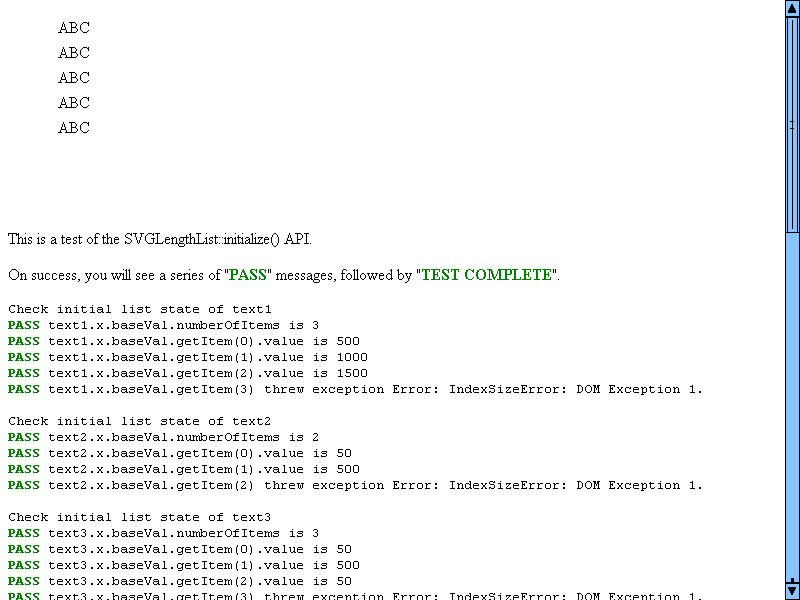 ABC
ABC
ABC
ABC
ABC
This is a test of the SVGLengthList::initialize() API.
On success, you will see a series of "PASS" messages, followed by "TEST COMPLETE".
Check initial list state of text1
PASS text1.x.baseVal.numberOfItems is 3
PASS text1.x.baseVal.getItem(0).value is 500
PASS text1.x.baseVal.getItem(1).value is 1000
PASS text1.x.baseVal.getItem(2).value is 1500
PASS text1.x.baseVal.getItem(3) threw exception Error: IndexSizeError: DOM Exception 1.
Check initial list state of text2
PASS text2.x.baseVal.numberOfItems is 2
PASS text2.x.baseVal.getItem(0).value is 50
PASS text2.x.baseVal.getItem(1).value is 500
PASS text2.x.baseVal.getItem(2) threw exception Error: IndexSizeError: DOM Exception 1.
Check initial list state of text3
PASS text3.x.baseVal.numberOfItems is 3
PASS text3.x.baseVal.getItem(0).value is 50
PASS text3.x.baseVal.getItem(1).value is 500
PASS text3.x.baseVal.getItem(2).value is 50
PASS text3.x.baseVal.getItem(3) threw exception Error: IndexSizeError: DOM Exception 1.